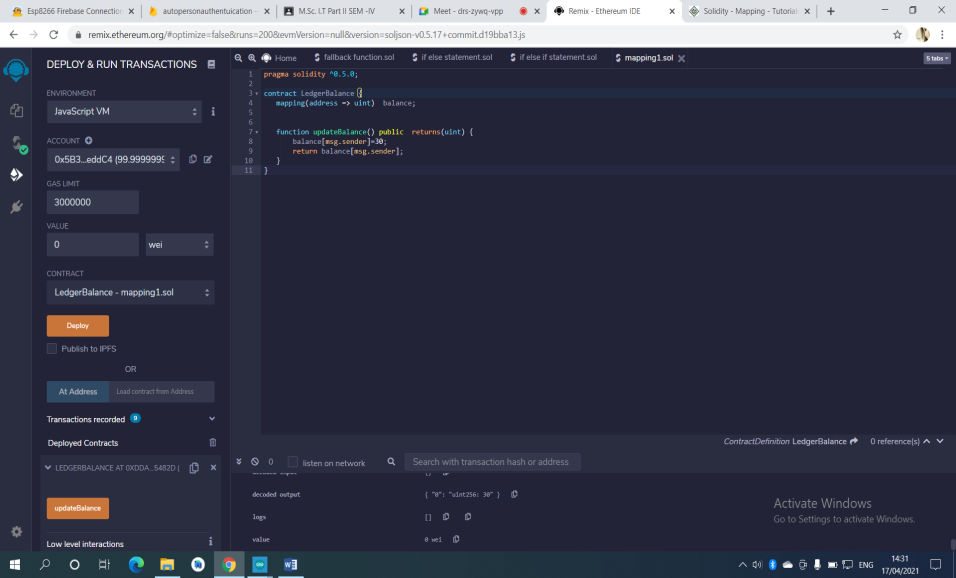 Esp8266 Firebase Connection
autopersonauthentuication -
M.Sc. I.T Part II SEM -IV
Meet - drs-zywq-vpp
Remix - Ethereum IDE
Solidity - Mapping - Tutorial
remix.ethereum.org/#optimize=false&runs=200&evmVersion=null&version=soljson-v0.5.17+commit.d19bba13.js
DEPLOY & RUN TRANSACTIONS
ENVIRONMENT
JavaScript VM
ACCOUNT
0x5B3...eddC4 (99.9999999
GAS LIMIT
3000000
VALUE
0 wei
CONTRACT
LedgerBalance - mapping1.sol
Deploy
Publish to IPFS
OR
At Address Load contract from Address
Transactions recorded 9
Deployed Contracts
LEDGERBALANCE AT 0XDDA...5482D (
updateBalance
Low level interactions
Home fallback function.sol if else statement.sol if else if statement.sol mapping1.sol 5 tabs
1 pragma solidity ^0.5.0;
2
3 contract LedgerBalance {
4 mapping(address => uint) balance;
5
6
7 function updateBalance() public returns(uint) {
8 balance[msg.sender]=30;
9 return balance[msg.sender];
10 }
11 }
ContractDefinition LedgerBalance 0 reference(s)
0 listen on network Search with transaction hash or address
decoded output { "0": "uint256: 30" }
logs []
value 0 wei
Activate Windows
Go to Settings to activate Windows.
ENG
14:31
17/04/2021